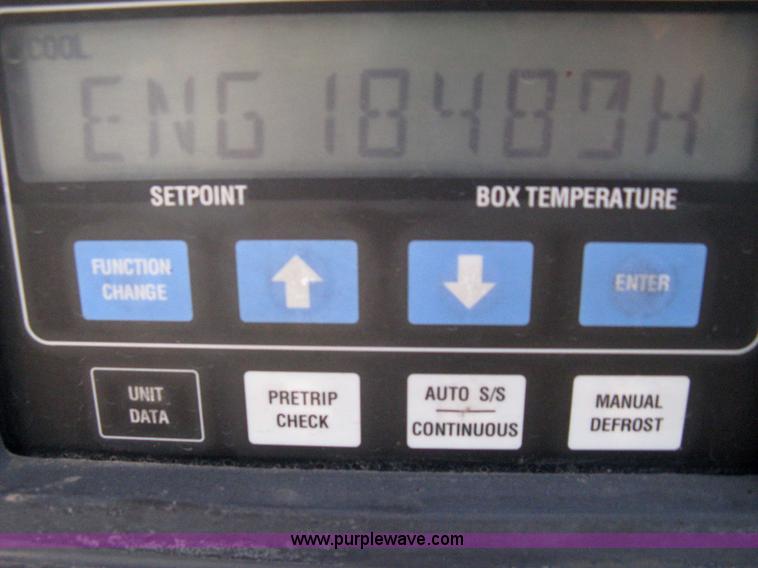 COOL
ENG
SETPOINT BOX TEMPERATURE
FUNCTION CHANGE
ENTER
UNIT DATA
PRETRIP CHECK
AUTO S/S
CONTINUOUS
MANUAL DEFROST
www.purplewave.com